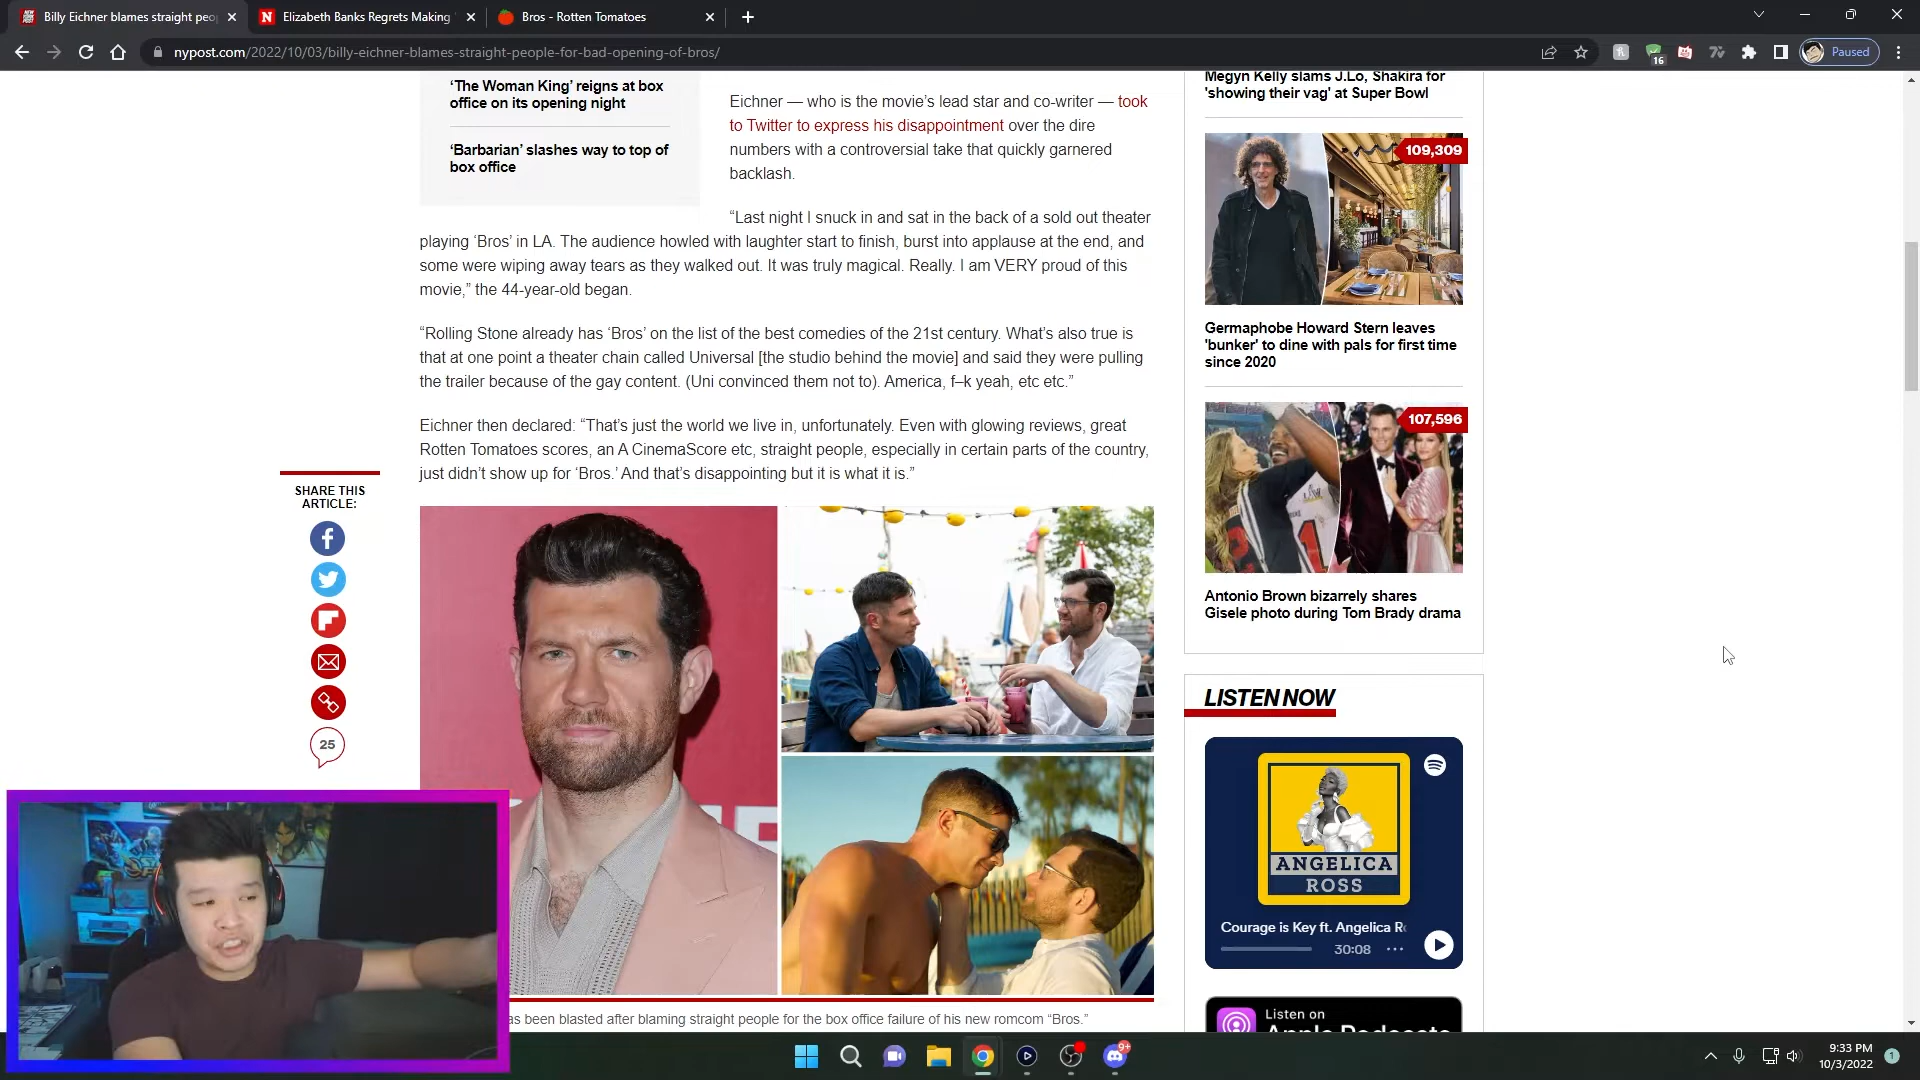 Billy Eichner blames straight peo
Elizabeth Banks Regrets Making
Bros - Rotten Tomatoes
nypost.com/2022/10/03/billy-eichner-blames-straight-people-for-bad-opening-of-bros/
16
Paused
‘The Woman King’ reigns at box
office on its opening night
‘Barbarian’ slashes way to top of
box office
Eichner — who is the movie’s lead star and co-writer — took
to Twitter to express his disappointment over the dire
numbers with a controversial take that quickly garnered
backlash.
“Last night I snuck in and sat in the back of a sold out theater
playing ‘Bros’ in LA. The audience howled with laughter start to finish, burst into applause at the end, and
some were wiping away tears as they walked out. It was truly magical. Really. I am VERY proud of this
movie,” the 44-year-old began.
“Rolling Stone already has ‘Bros’ on the list of the best comedies of the 21st century. What’s also true is
that at one point a theater chain called Universal [the studio behind the movie] and said they were pulling
the trailer because of the gay content. (Uni convinced them not to). America, f–k yeah, etc etc.”
Eichner then declared: “That’s just the world we live in, unfortunately. Even with glowing reviews, great
Rotten Tomatoes scores, an A CinemaScore etc, straight people, especially in certain parts of the country,
just didn’t show up for ‘Bros.’ And that’s disappointing but it is what it is.”
SHARE THIS
ARTICLE:
25
as been blasted after blaming straight people for the box office failure of his new romcom “Bros.”
Megyn Kelly slams J.Lo, Shakira for
'showing their vag' at Super Bowl
109,309
Germaphobe Howard Stern leaves
'bunker' to dine with pals for first time
since 2020
107,596
Antonio Brown bizarrely shares
Gisele photo during Tom Brady drama
LISTEN NOW
ANGELICA
ROSS
Courage is Key ft. Angelica R
30:08
Listen on
Apple Podcasts
9+
9:33 PM
10/3/2022
1